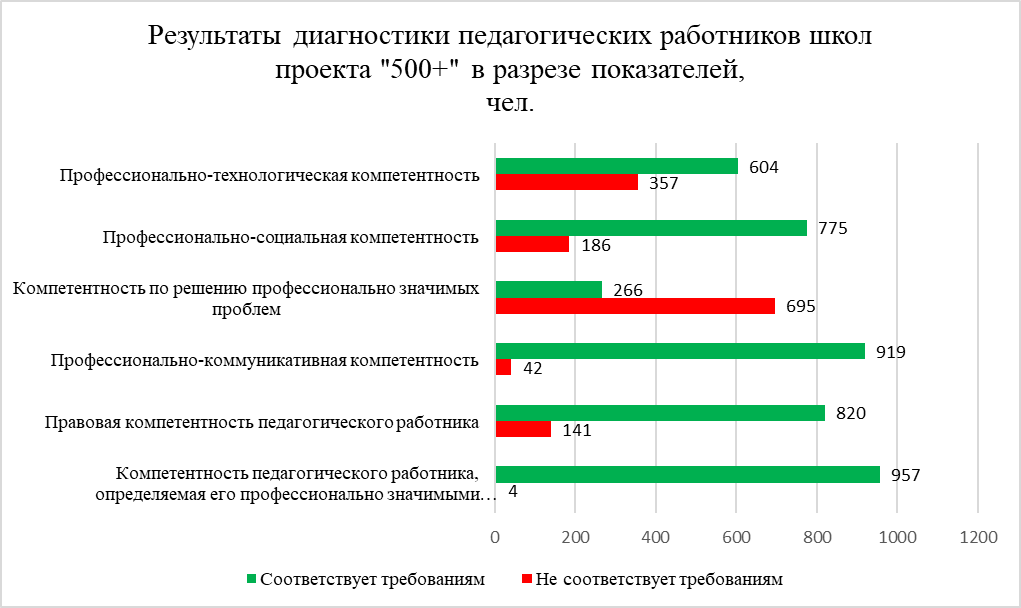 Результаты диагностики педагогических работников школ
проекта "500+" в разрезе показателей,
чел.
Профессионально-технологическая компетентность
604
357
Профессионально-социальная компетентность
775
186
Компетентность по решению профессионально значимых
проблем
266
695
Профессионально-коммуникативная компетентность
919
42
Правовая компетентность педагогического работника
820
141
Компетентность педагогического работника,
определяемая его профессионально значимыми…
957
4
0 200 400 600 800 1000 1200
Соответствует требованиям Не соответствует требованиям